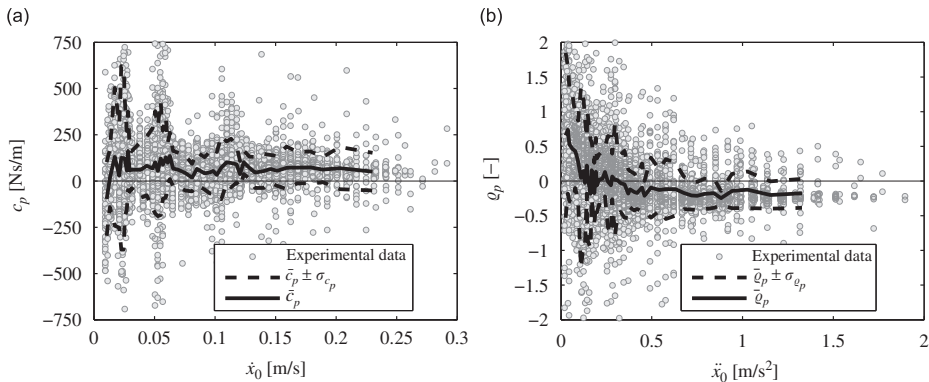 (a)
750
500
250
0
−250
−500
−750
c_p [Ns/m]
Experimental data
c̄_p ± σ_{c_p}
c̄_p
0 0.05 0.1 0.15 0.2 0.25 0.3
ẋ_0 [m/s]
(b)
2
1.5
1
0.5
0
−0.5
−1
−1.5
−2
ϱ_p [−]
Experimental data
ϱ̄_p ± σ_{ϱ_p}
ϱ̄_p
0 0.5 1 1.5 2
ẍ_0 [m/s²]